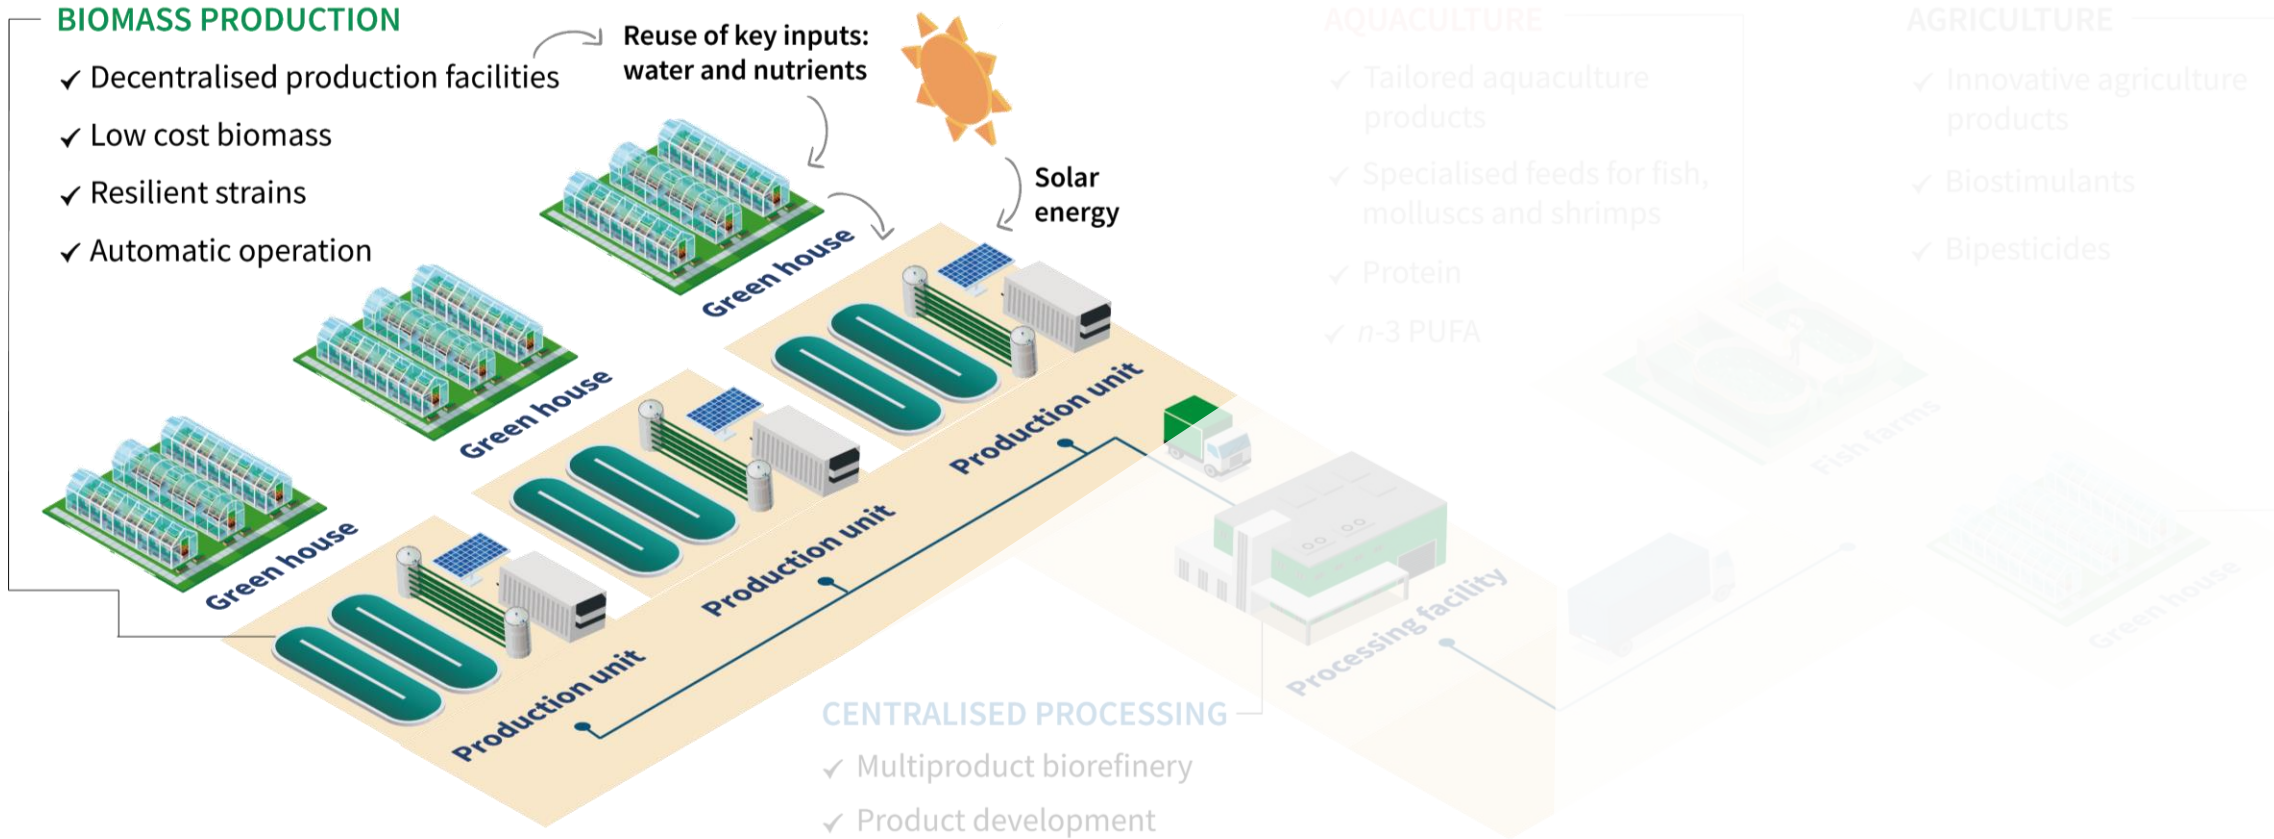 BIOMASS PRODUCTION
✓ Decentralised production facilities
✓ Low cost biomass
✓ Resilient strains
✓ Automatic operation
Reuse of key inputs:
water and nutrients
Solar
energy
Green house
Green house
Green house
Production unit
Production unit
Production unit
Processing facility
CENTRALISED PROCESSING
✓ Multiproduct biorefinery
✓ Product development
AQUACULTURE
✓ Tailored aquaculture
products
✓ Specialised feeds for fish,
molluscs and shrimps
✓ Protein
✓ n-3 PUFA
Fish farms
AGRICULTURE
✓ Innovative agriculture
products
✓ Biostimulants
✓ Bipesticides
Green house